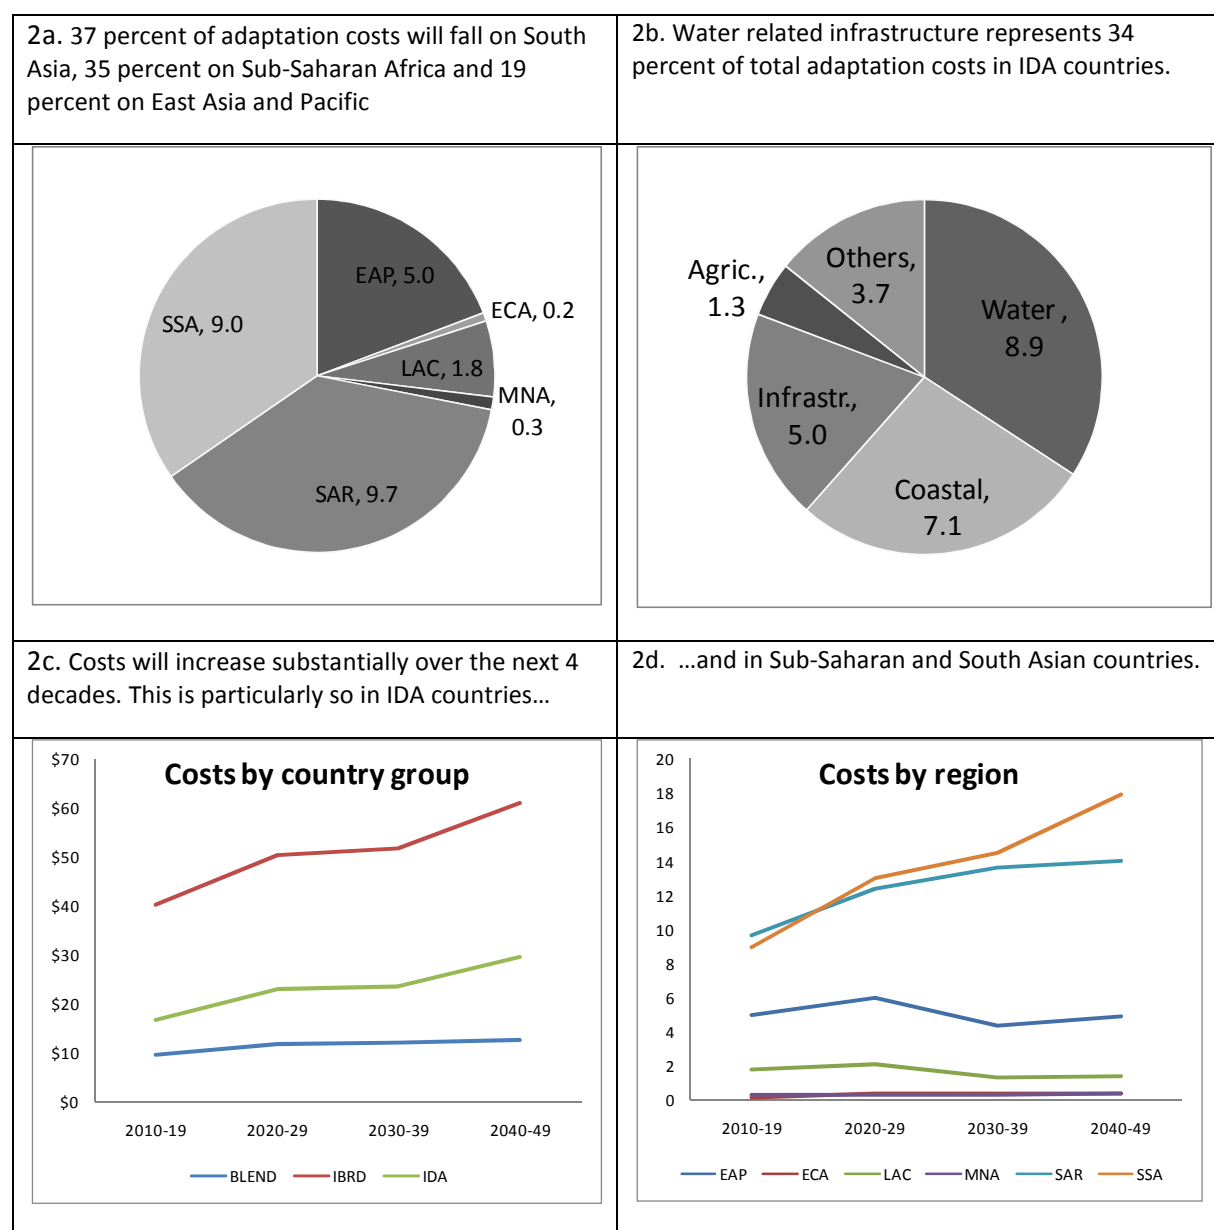 2a. 37 percent of adaptation costs will fall on South
Asia, 35 percent on Sub-Saharan Africa and 19
percent on East Asia and Pacific
2b. Water related infrastructure represents 34
percent of total adaptation costs in IDA countries.
EAP, 5.0
ECA, 0.2
SSA, 9.0
LAC, 1.8
MNA,
0.3
SAR, 9.7
Others,
3.7
Agric.,
1.3
Water ,
8.9
Infrastr.,
5.0
Coastal,
7.1
2c. Costs will increase substantially over the next 4
decades. This is particularly so in IDA countries…
2d.  …and in Sub-Saharan and South Asian countries.
Costs by country group
$70
$60
$50
$40
$30
$20
$10
$0
2010-19 2020-29 2030-39 2040-49
BLEND IBRD IDA
Costs by region
20
18
16
14
12
10
8
6
4
2
0
2010-19 2020-29 2030-39 2040-49
EAP ECA LAC MNA SAR SSA